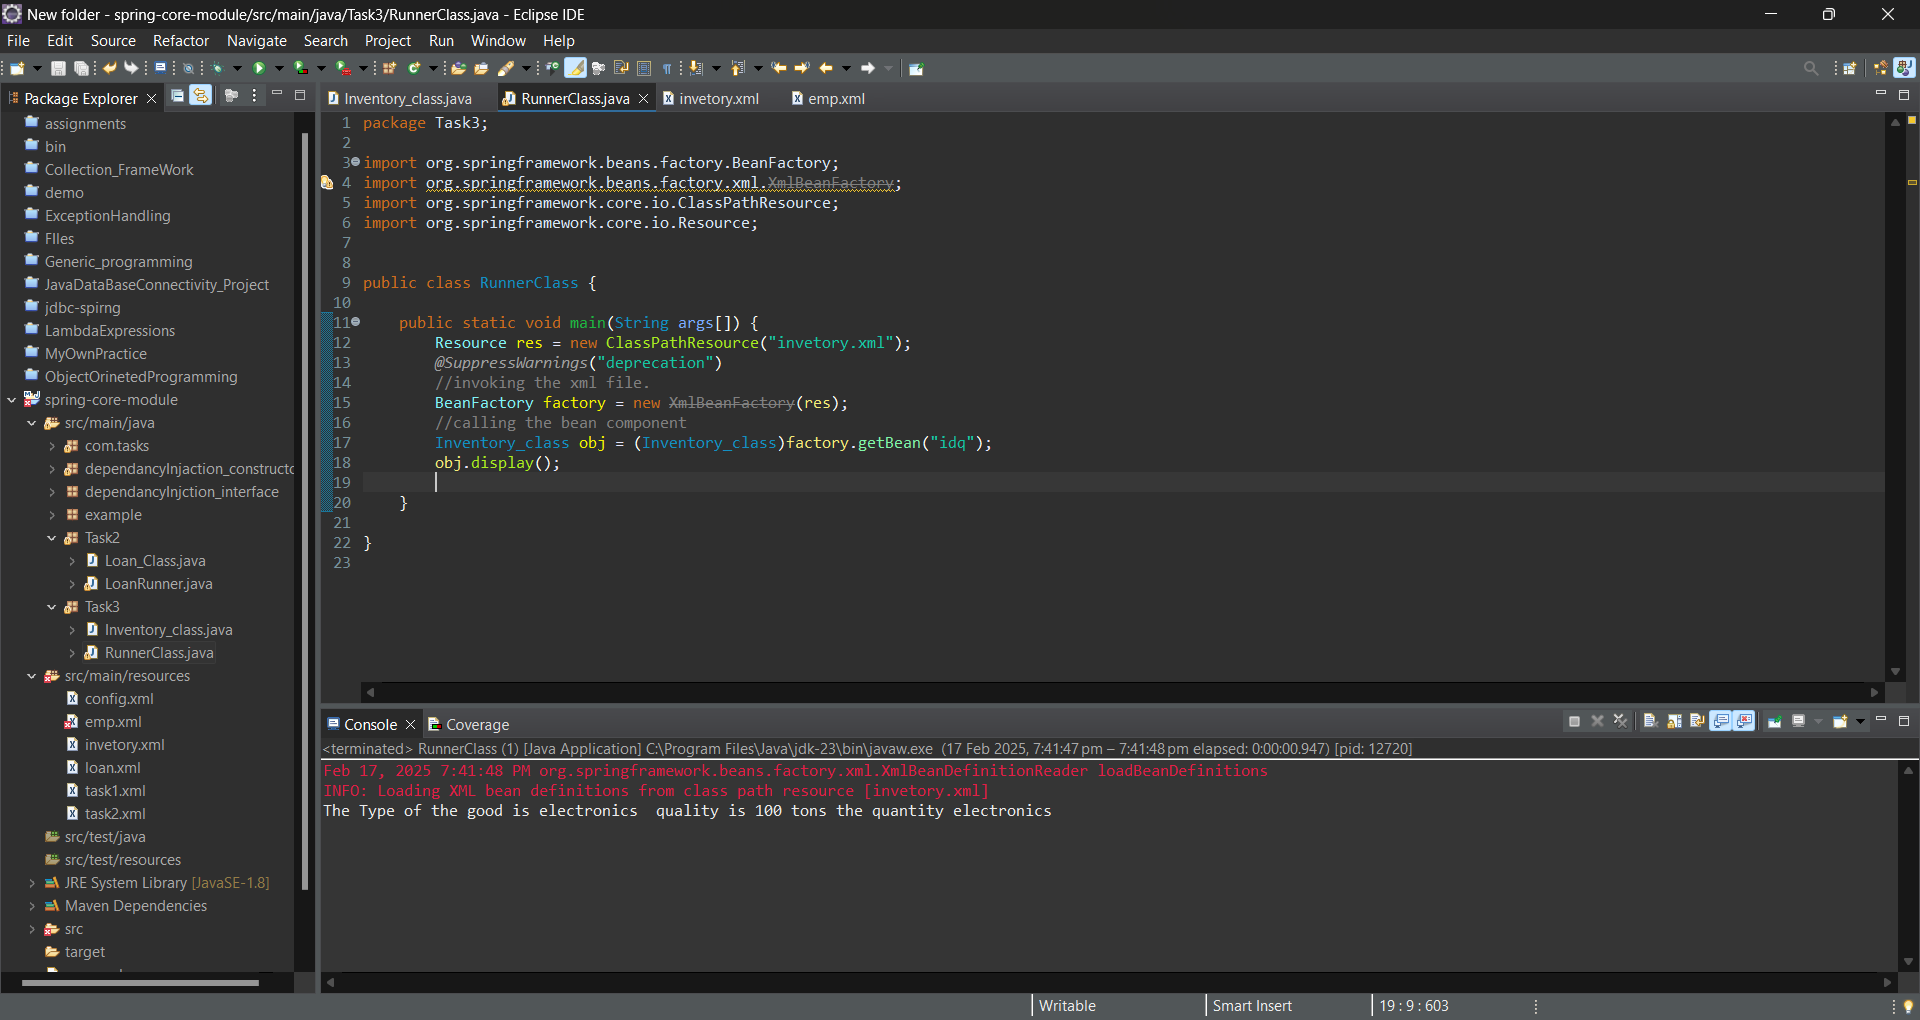 New folder - spring-core-module/src/main/java/Task3/RunnerClass.java - Eclipse IDE
File Edit Source Refactor Navigate Search Project Run Window Help
Package Explorer
assignments
bin
Collection_FrameWork
demo
ExceptionHandling
FIles
Generic_programming
JavaDataBaseConnectivity_Project
jdbc-spirng
LambdaExpressions
MyOwnPractice
ObjectOrinetedProgramming
spring-core-module
src/main/java
com.tasks
dependancyInjaction_constructo
dependancyInjction_interface
example
Task2
Loan_Class.java
LoanRunner.java
Task3
Inventory_class.java
RunnerClass.java
src/main/resources
config.xml
emp.xml
invetory.xml
loan.xml
task1.xml
task2.xml
src/test/java
src/test/resources
JRE System Library [JavaSE-1.8]
Maven Dependencies
src
target
Inventory_class.java RunnerClass.java invetory.xml emp.xml
1 package Task3;
2
3 import org.springframework.beans.factory.BeanFactory;
4 import org.springframework.beans.factory.xml.XmlBeanFactory;
5 import org.springframework.core.io.ClassPathResource;
6 import org.springframework.core.io.Resource;
7
8
9 public class RunnerClass {
10
11 public static void main(String args[]) {
12 Resource res = new ClassPathResource("invetory.xml");
13 @SuppressWarnings("deprecation")
14 //invoking the xml file.
15 BeanFactory factory = new XmlBeanFactory(res);
16 //calling the bean component
17 Inventory_class obj = (Inventory_class)factory.getBean("idq");
18 obj.display();
19
20 }
21
22 }
23
Console Coverage
<terminated> RunnerClass (1) [Java Application] C:\Program Files\Java\jdk-23\bin\javaw.exe (17 Feb 2025, 7:41:47 pm – 7:41:48 pm elapsed: 0:00:00.947) [pid: 12720]
Feb 17, 2025 7:41:48 PM org.springframework.beans.factory.xml.XmlBeanDefinitionReader loadBeanDefinitions
INFO: Loading XML bean definitions from class path resource [invetory.xml]
The Type of the good is electronics  quality is 100 tons the quantity electronics
Writable Smart Insert 19 : 9 : 603